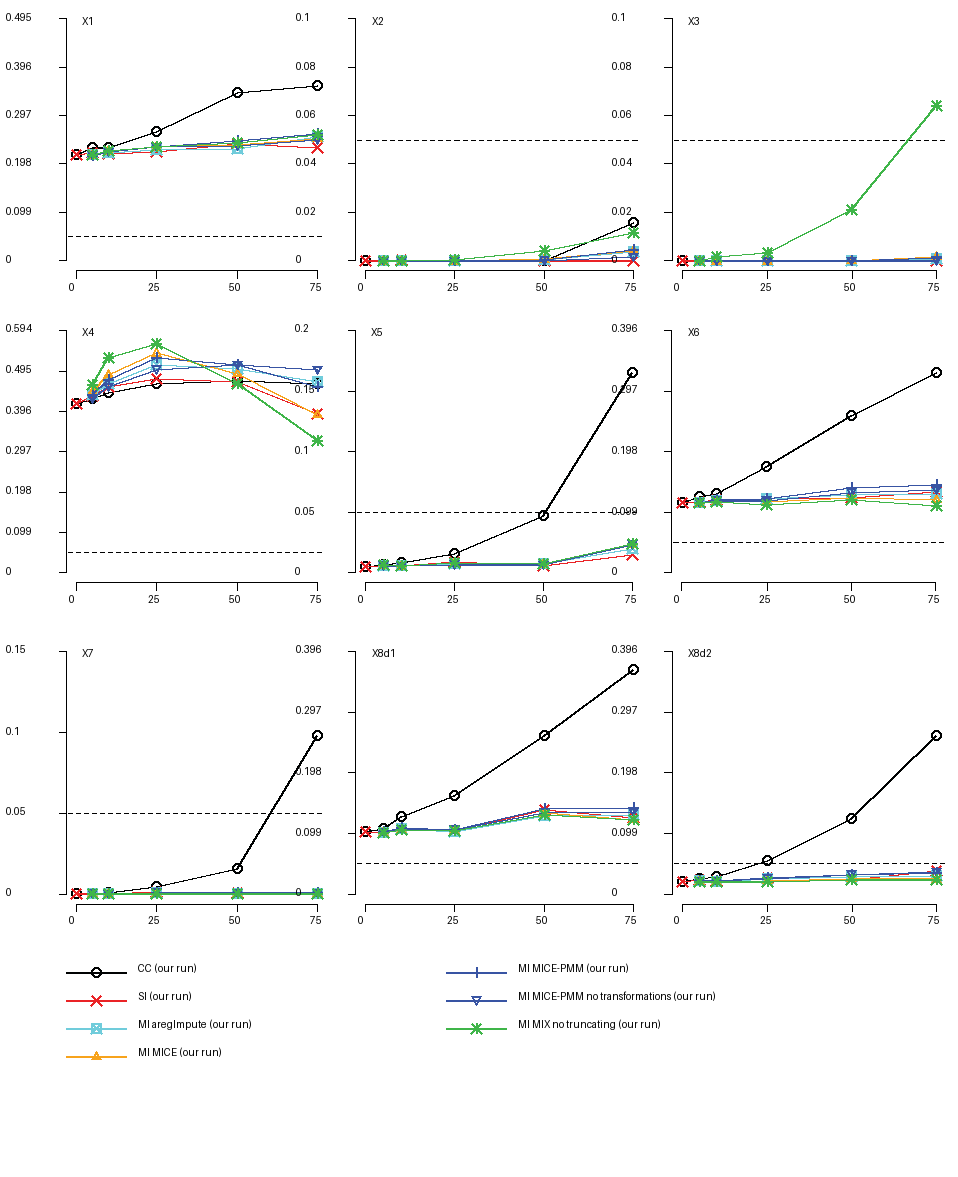 0.495 X1 0.1 X2 0.1 X3
0.396 0.08 0.08
0.297 0.06 0.06
0.198 0.04 0.04
0.099 0.02 0.02
0 0 0
0 25 50 75 0 25 50 75 0 25 50 75
0.594 X4 0.2 X5 0.396 X6
0.495 0.15 0.297
0.396
0.297 0.1 0.198
0.198 0.05 0.099
0.099
0 0 0
0 25 50 75 0 25 50 75 0 25 50 75
0.15 X7 0.396 X8d1 0.396 X8d2
0.1 0.297 0.297
0.198 0.198
0.05 0.099 0.099
0 0 0
0 25 50 75 0 25 50 75 0 25 50 75
CC (our run) MI MICE-PMM (our run)
SI (our run) MI MICE-PMM no transformations (our run)
MI aregImpute (our run) MI MIX no truncating (our run)
MI MICE (our run)